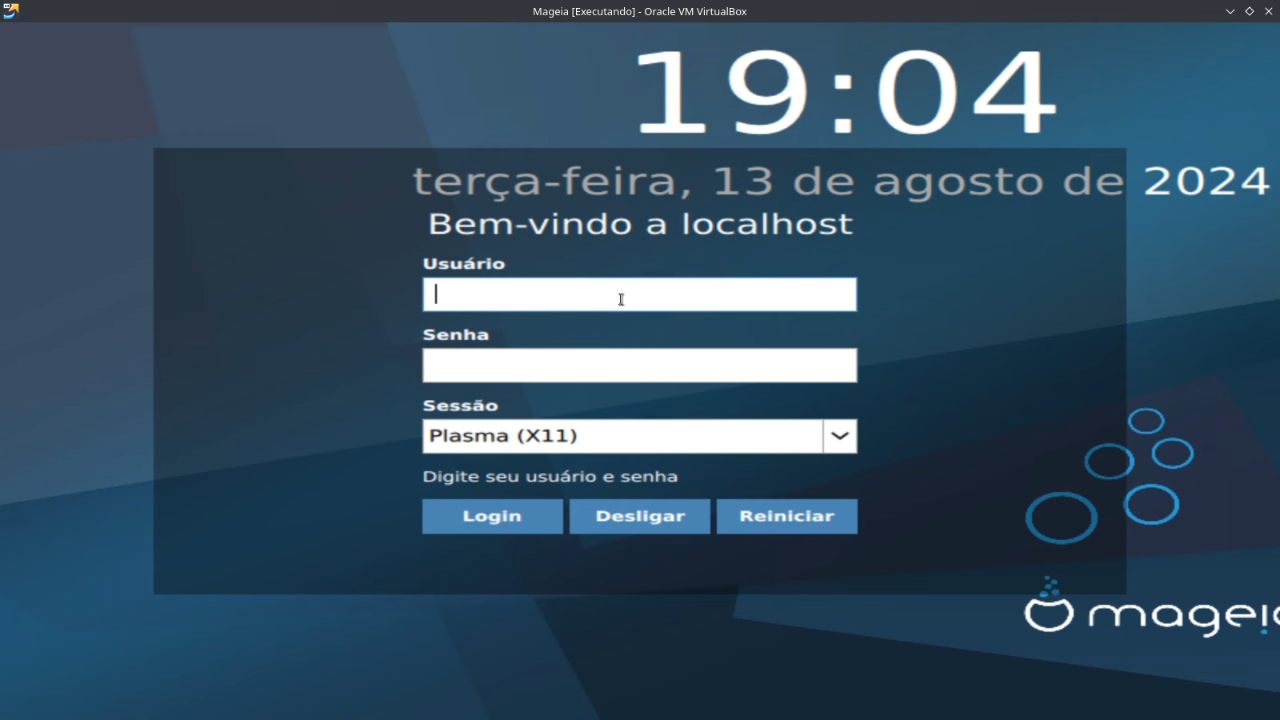 Mageia [Executando] - Oracle VM VirtualBox
19:04
terça-feira, 13 de agosto de 2024
Bem-vindo a localhost
Usuário
Senha
Sessão
Plasma (X11)
Digite seu usuário e senha
Login Desligar Reiniciar
mageia